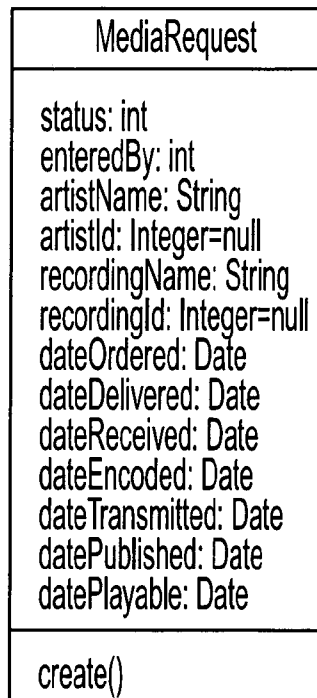 MediaRequest
status: int
enteredBy: int
artistName: String
artistId: Integer=null
recordingName: String
recordingId: Integer=null
dateOrdered: Date
dateDelivered: Date
dateReceived: Date
dateEncoded: Date
dateTransmitted: Date
datePublished: Date
datePlayable: Date
create()